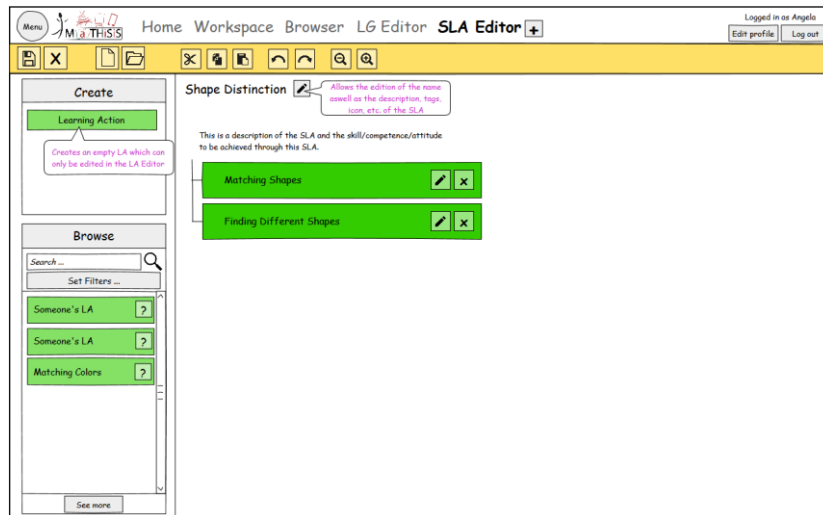 Menu
MaTHiSiS
Home Workspace Browser LG Editor SLA Editor +
Logged in as Angela
Edit profile Log out
Create
Learning Action
Creates an empty LA which can
only be edited in the LA Editor
Browse
Search ...
Set Filters ...
Someone's LA ?
Someone's LA ?
Matching Colors ?
See more
Shape Distinction
Allows the edition of the name
aswell as the description, tags,
icon, etc. of the SLA
This is a description of the SLA and the skill/competence/attitude
to be achieved through this SLA.
Matching Shapes x
Finding Different Shapes x